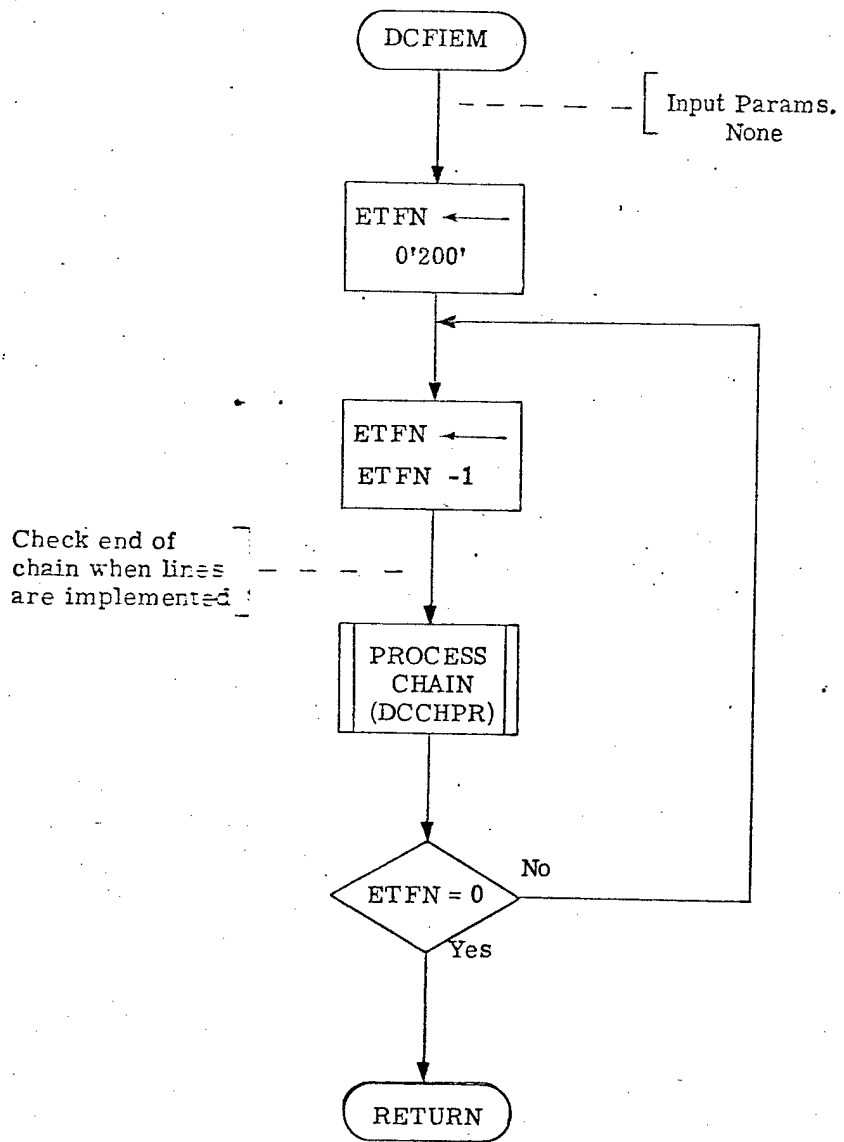 DCFIEM
Input Params.
None
ETFN ←
0'200'
ETFN ←
ETFN -1
Check end of
chain when lines
are implemented
PROCESS
CHAIN
(DCCHPR)
ETFN = 0
No
Yes
RETURN